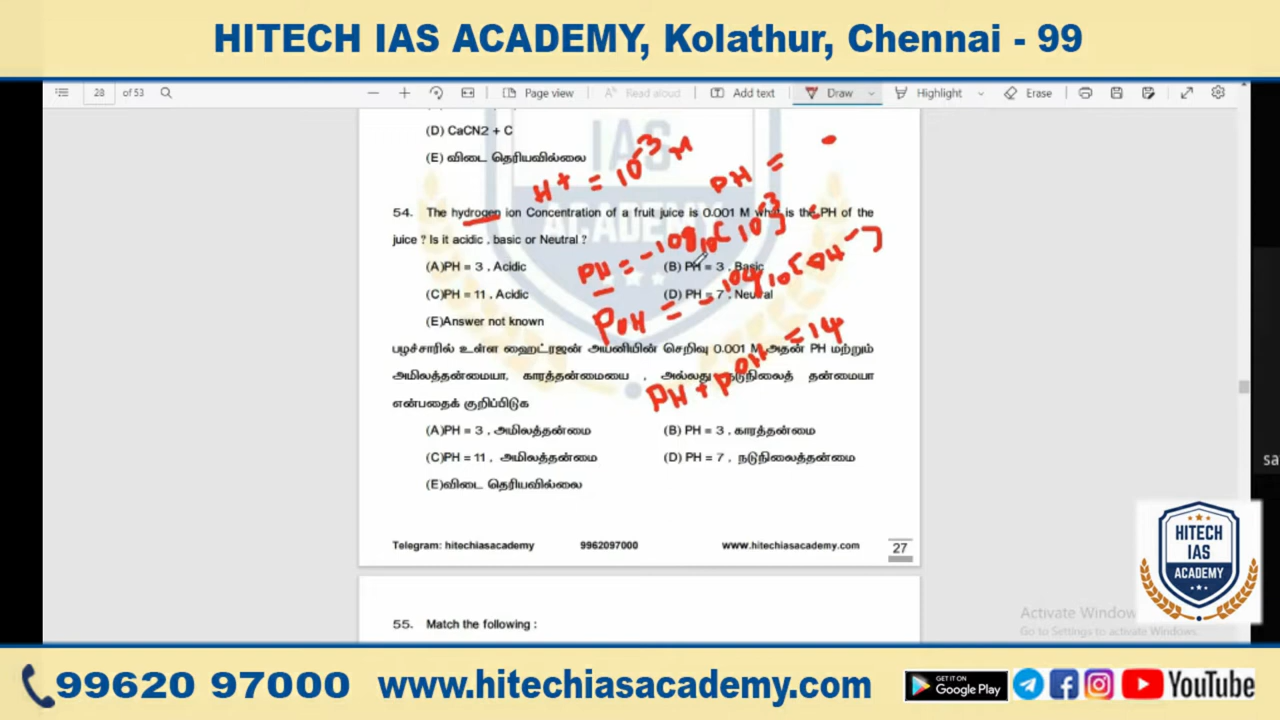 HITECH IAS ACADEMY, Kolathur, Chennai - 99
28 of 53
Page view
Read aloud
Add text
Draw
Highlight
Erase
IAS
ACADEMY
(D) CaCN2 + C
(E) விடை தெரியவில்லை
H+ = 10-3 M
PH = -
54. The hydrogen ion Concentration of a fruit juice is 0.001 M what is the PH of the
juice ? Is it acidic , basic or Neutral ?
PH = -log10 [10-3]
(A)PH = 3 , Acidic
(B) PH = 3 , Basic
(C)PH = 11 , Acidic
(D) PH = 7 , Neutral
POH = -log10 [OH-]
(E)Answer not known
PH + POH = 14
பழச்சாரில் உள்ள ஹைட்ரஜன் அயனியின் செறிவு 0.001 M அதன் PH மற்றும்
அமிலத்தன்மையா, காரத்தன்மையை , அல்லது நடுநிலைத் தன்மையா
என்பதைக் குறிப்பிடுக
(A)PH = 3 , அமிலத்தன்மை
(B) PH = 3 , காரத்தன்மை
(C)PH = 11 , அமிலத்தன்மை
(D) PH = 7 , நடுநிலைத்தன்மை
(E)விடை தெரியவில்லை
Telegram: hitechiasacademy 9962097000 www.hitechiasacademy.com 27
55. Match the following :
HITECH
IAS
ACADEMY
Activate Window
Go to Settings to activate Windows.
sa
99620 97000 www.hitechiasacademy.com
GET IT ON
Google Play
YouTube